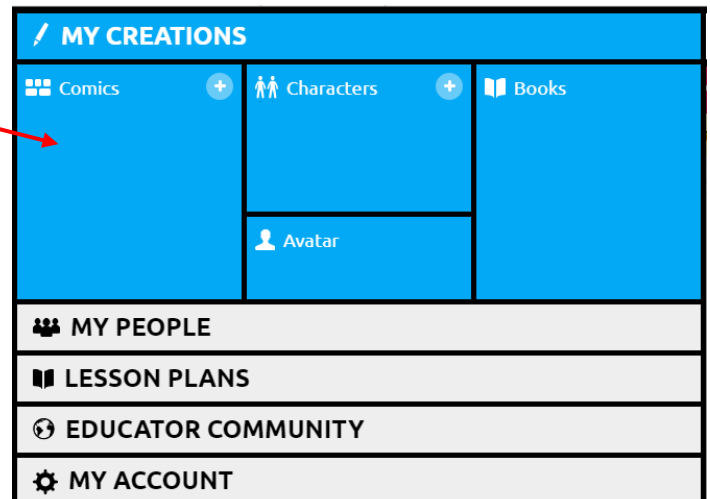 MY CREATIONS
Comics
Characters
Books
Avatar
MY PEOPLE
LESSON PLANS
EDUCATOR COMMUNITY
MY ACCOUNT